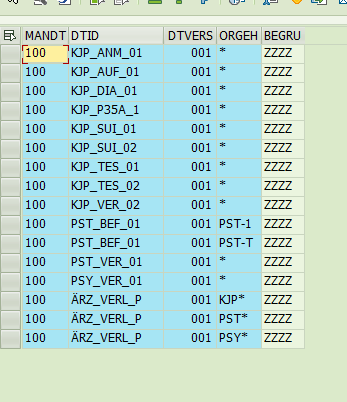 MANDT DTID DTVERS ORGEH BEGRU
100 KJP_ANM_01 001 * ZZZZ
100 KJP_AUF_01 001 * ZZZZ
100 KJP_DIA_01 001 * ZZZZ
100 KJP_P35A_1 001 * ZZZZ
100 KJP_SUI_01 001 * ZZZZ
100 KJP_SUI_02 001 * ZZZZ
100 KJP_TES_01 001 * ZZZZ
100 KJP_TES_02 001 * ZZZZ
100 KJP_VER_02 001 * ZZZZ
100 PST_BEF_01 001 PST-1 ZZZZ
100 PST_BEF_01 001 PST-T ZZZZ
100 PST_VER_01 001 * ZZZZ
100 PSY_VER_01 001 * ZZZZ
100 ÄRZ_VERL_P 001 KJP* ZZZZ
100 ÄRZ_VERL_P 001 PST* ZZZZ
100 ÄRZ_VERL_P 001 PSY* ZZZZ